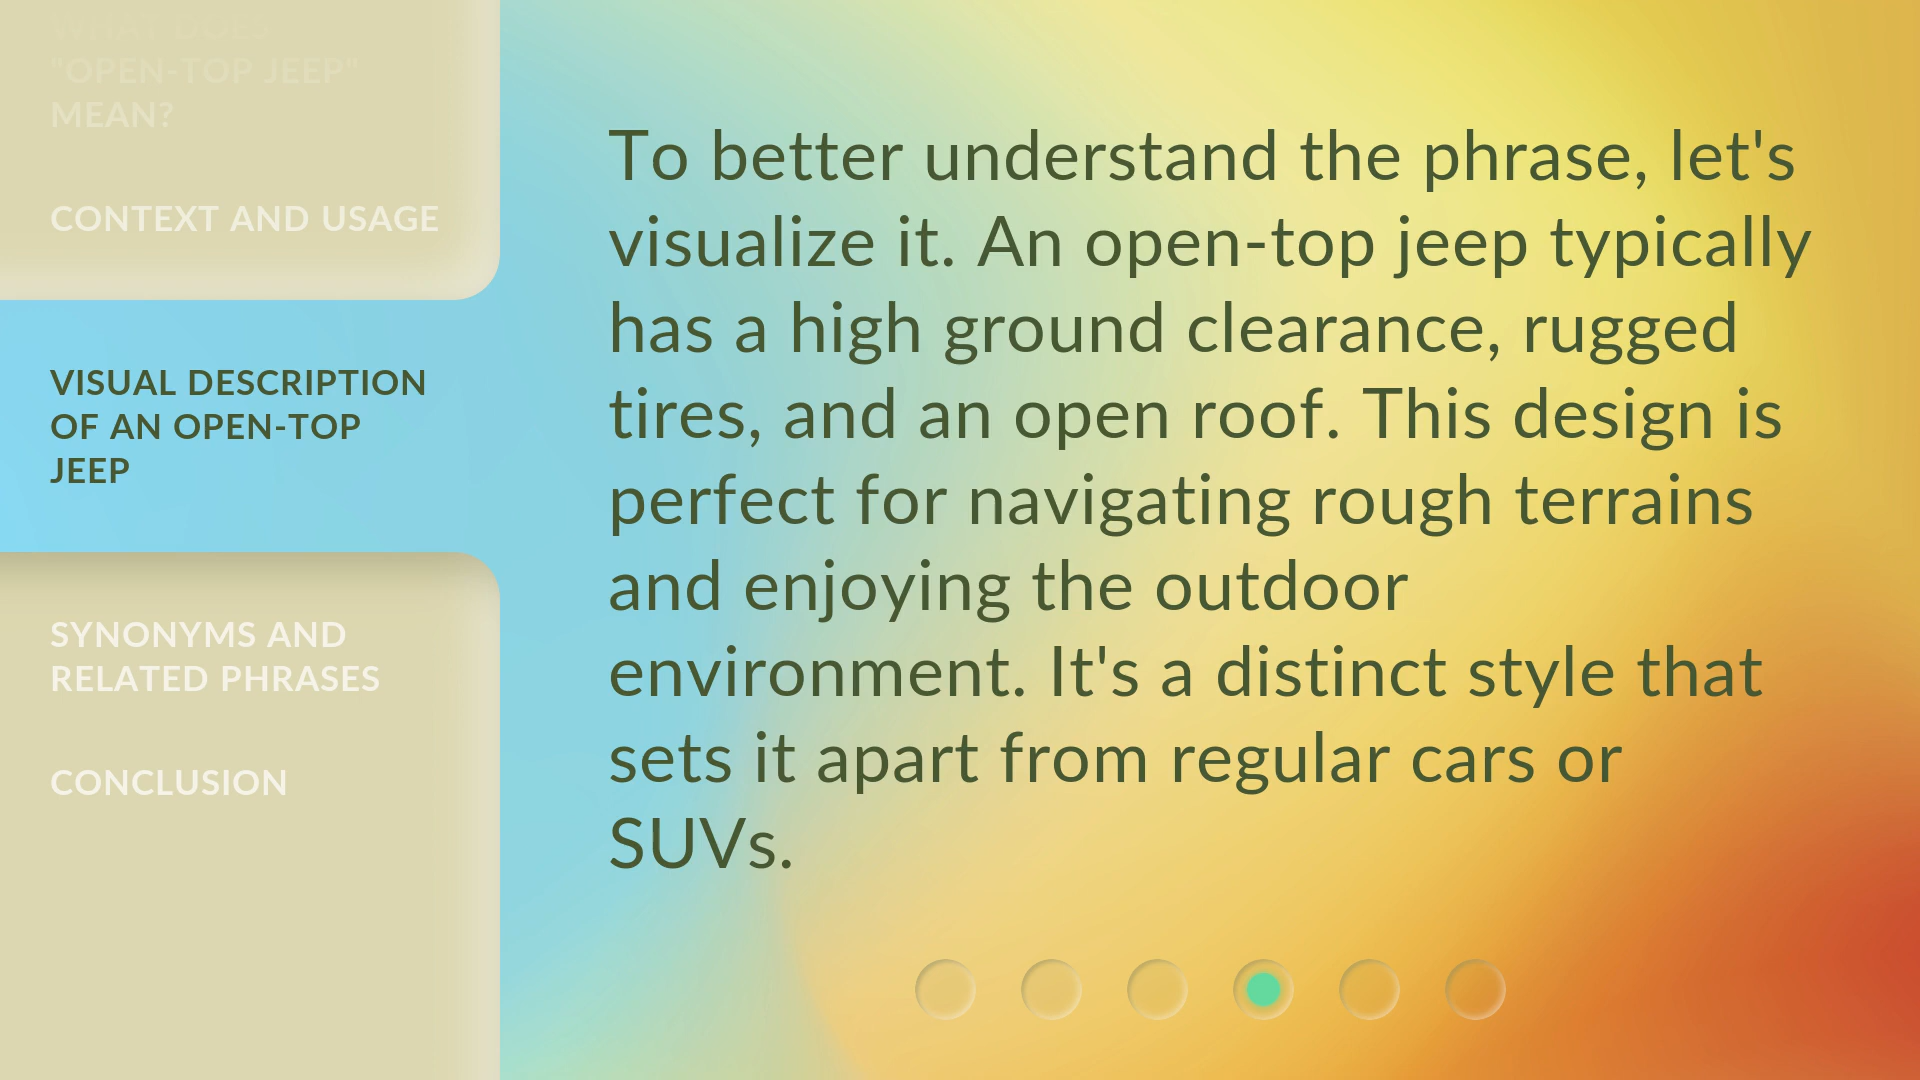 WHAT DOES
"OPEN-TOP JEEP"
MEAN?
CONTEXT AND USAGE
VISUAL DESCRIPTION
OF AN OPEN-TOP
JEEP
SYNONYMS AND
RELATED PHRASES
CONCLUSION
To better understand the phrase, let's
visualize it. An open-top jeep typically
has a high ground clearance, rugged
tires, and an open roof. This design is
perfect for navigating rough terrains
and enjoying the outdoor
environment. It's a distinct style that
sets it apart from regular cars or
SUVs.